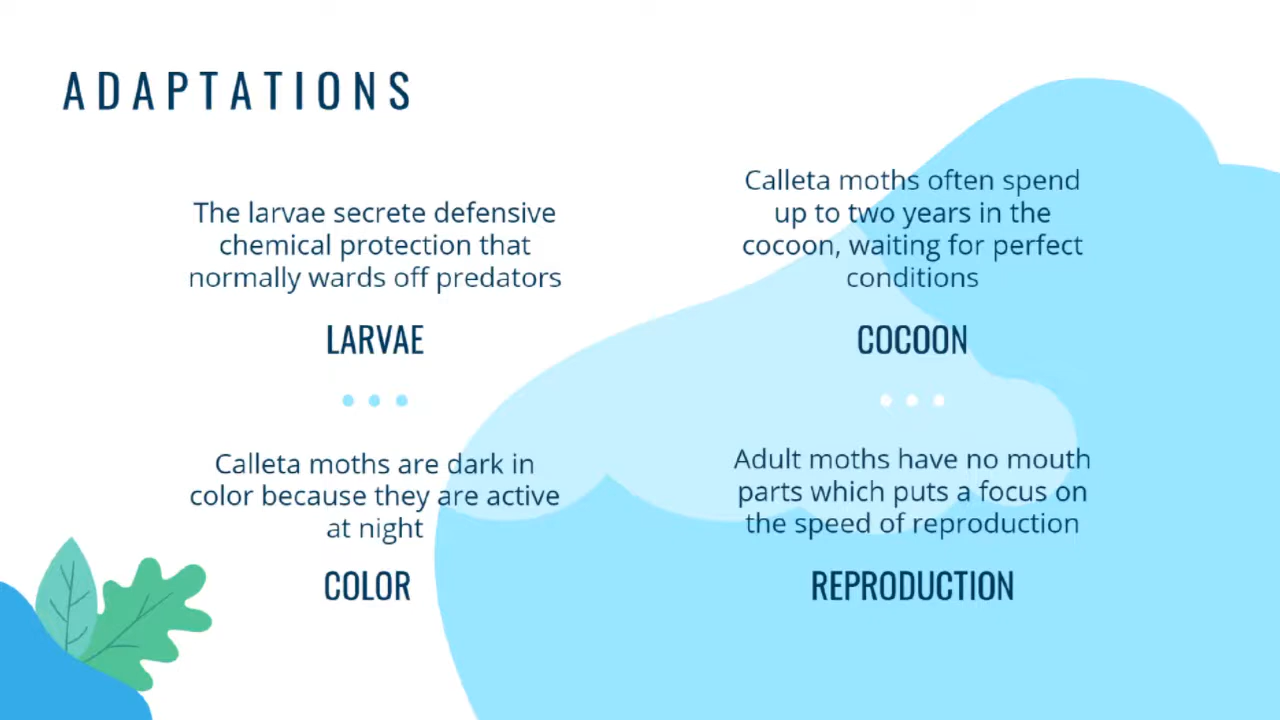 ADAPTATIONS
The larvae secrete defensive
chemical protection that
normally wards off predators
LARVAE
Calleta moths often spend
up to two years in the
cocoon, waiting for perfect
conditions
COCOON
Calleta moths are dark in
color because they are active
at night
COLOR
Adult moths have no mouth
parts which puts a focus on
the speed of reproduction
REPRODUCTION